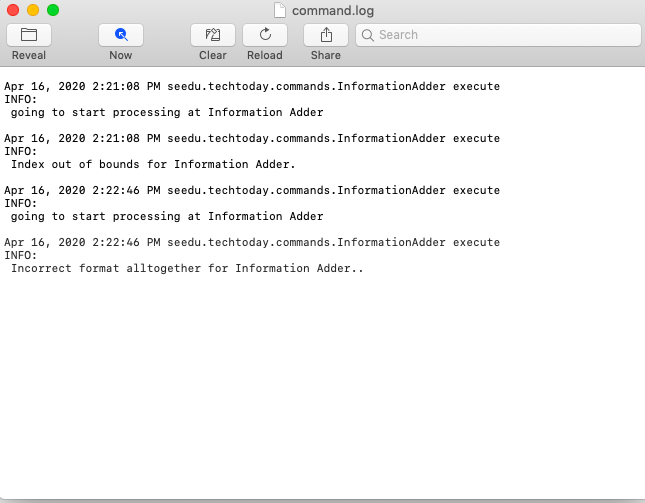 command.log
Reveal
Now
Clear
Reload
Share
Search
Apr 16, 2020 2:21:08 PM seedu.techtoday.commands.InformationAdder execute
INFO:
going to start processing at Information Adder
Apr 16, 2020 2:21:08 PM seedu.techtoday.commands.InformationAdder execute
INFO:
Index out of bounds for Information Adder.
Apr 16, 2020 2:22:46 PM seedu.techtoday.commands.InformationAdder execute
INFO:
going to start processing at Information Adder
Apr 16, 2020 2:22:46 PM seedu.techtoday.commands.InformationAdder execute
INFO:
Incorrect format alltogether for Information Adder..